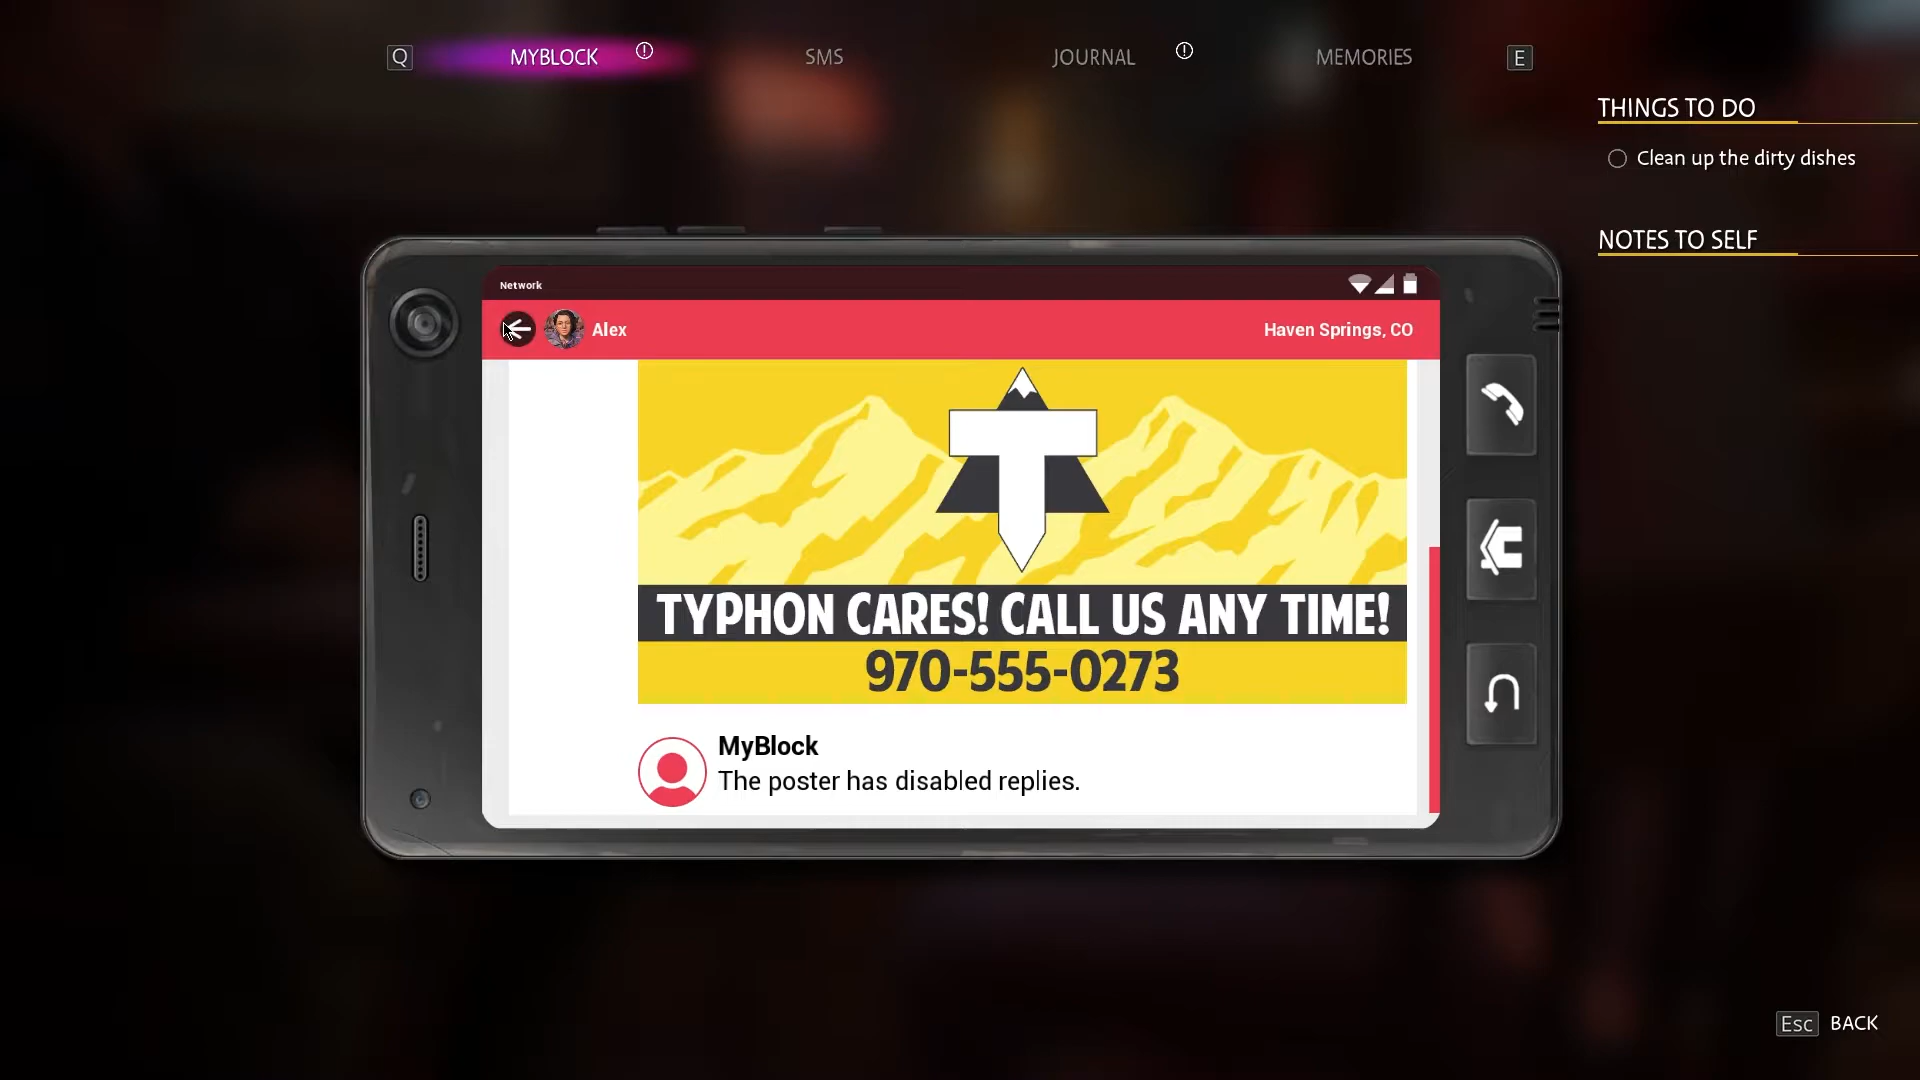 Q
MYBLOCK
SMS
JOURNAL
MEMORIES
E
THINGS TO DO
Clean up the dirty dishes
NOTES TO SELF
Network
Alex
Haven Springs, CO
T
TYPHON CARES! CALL US ANY TIME!
970-555-0273
MyBlock
The poster has disabled replies.
Esc BACK